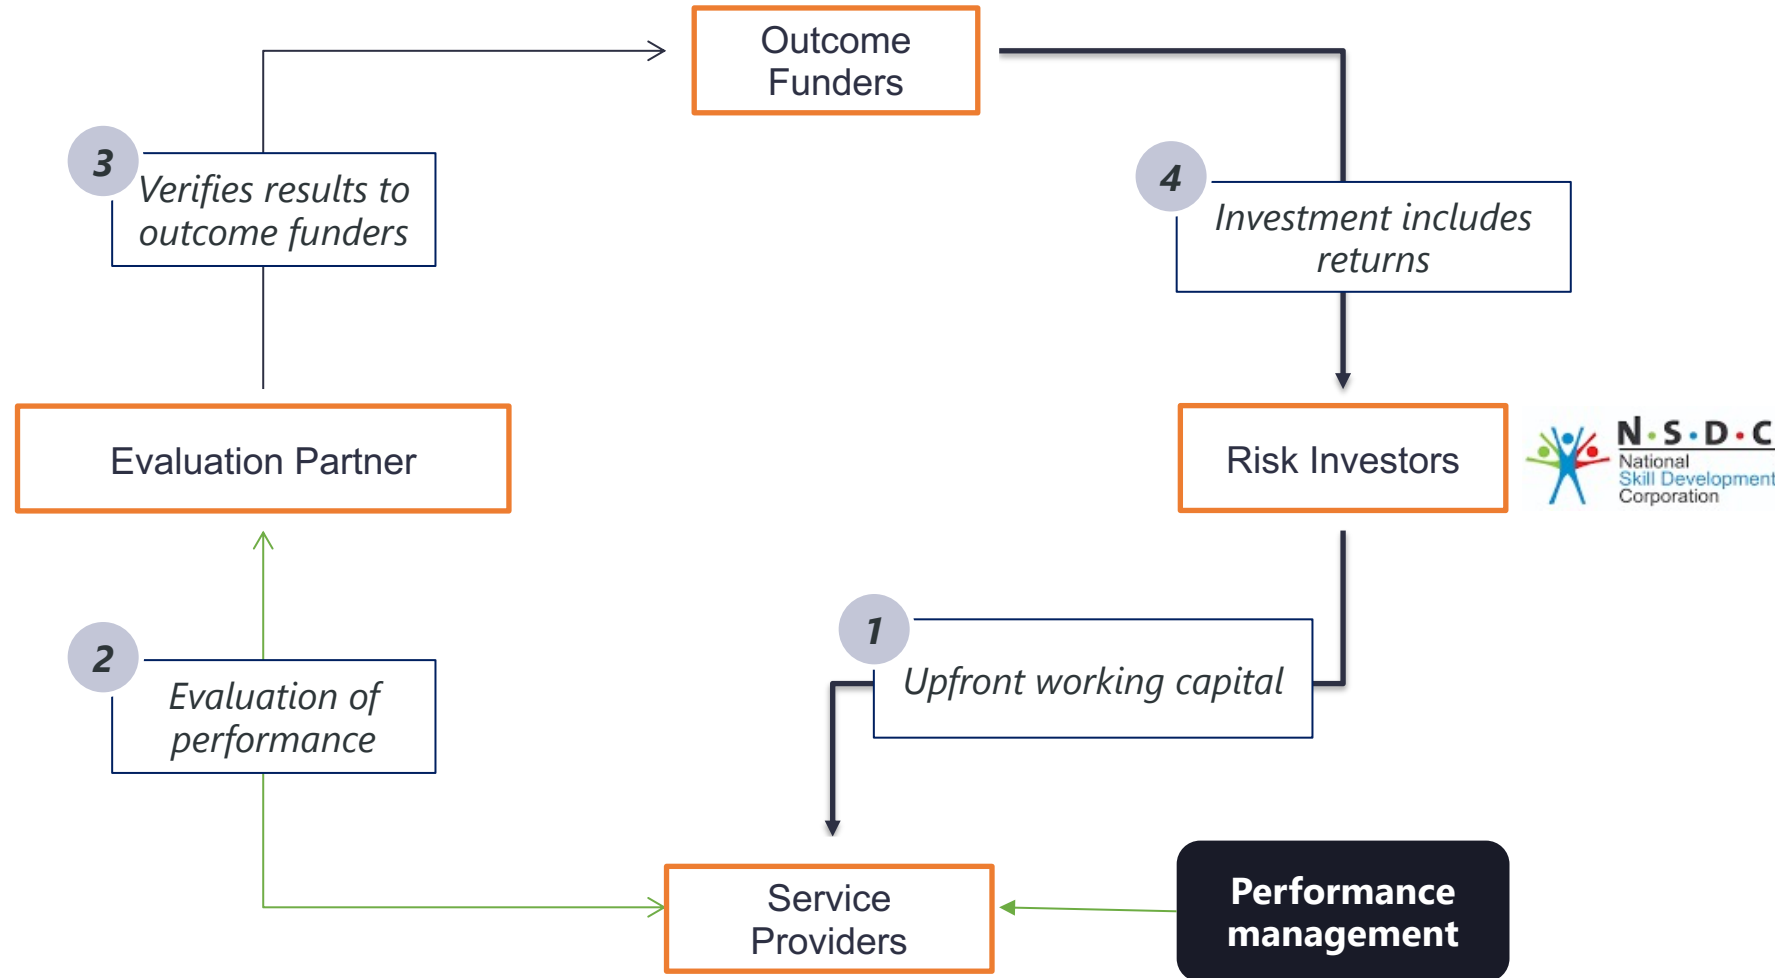 Outcome
Funders
3
Verifies results to
outcome funders
4
Investment includes
returns
Evaluation Partner
Risk Investors
N·S·D·C
National
Skill Development
Corporation
2
Evaluation of
performance
1
Upfront working capital
Service
Providers
Performance
management